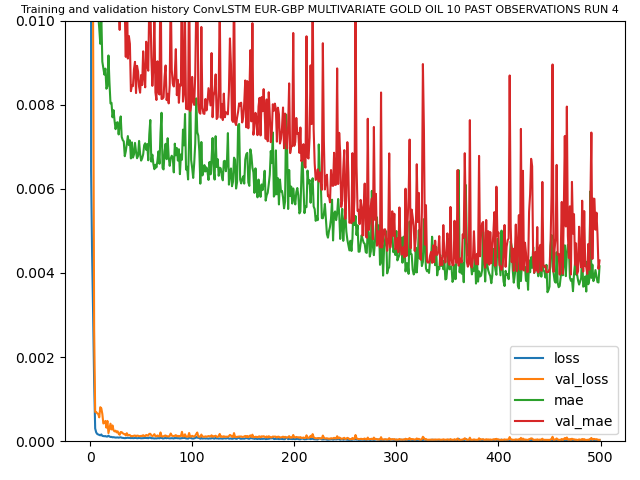 Training and validation history ConvLSTM EUR-GBP MULTIVARIATE GOLD OIL 10 PAST OBSERVATIONS RUN 4
0.010
0.008
0.006
0.004
0.002
0.000
0 100 200 300 400 500
loss
val_loss
mae
val_mae